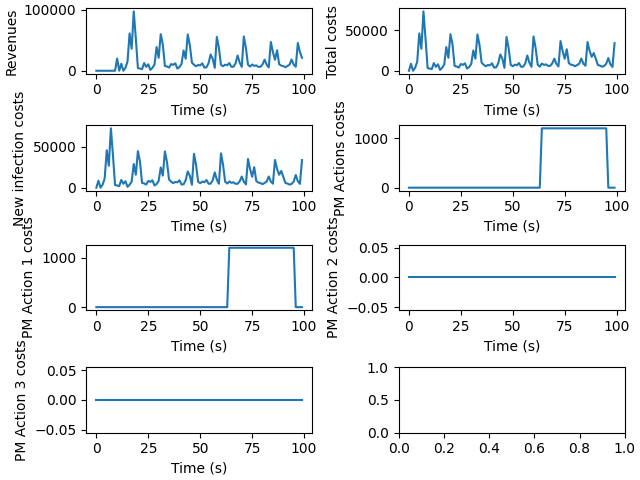 Revenues
100000
0
0 25 50 75 100
Time (s)
Total costs
50000
0
0 25 50 75 100
Time (s)
New infection costs
50000
0
0 25 50 75 100
Time (s)
PM Actions costs
1000
0
0 25 50 75 100
Time (s)
PM Action 1 costs
1000
0
0 25 50 75 100
Time (s)
PM Action 2 costs
0.05
0.00
−0.05
0 25 50 75 100
Time (s)
PM Action 3 costs
0.05
0.00
−0.05
0 25 50 75 100
Time (s)
1.0
0.5
0.0
0.0 0.2 0.4 0.6 0.8 1.0